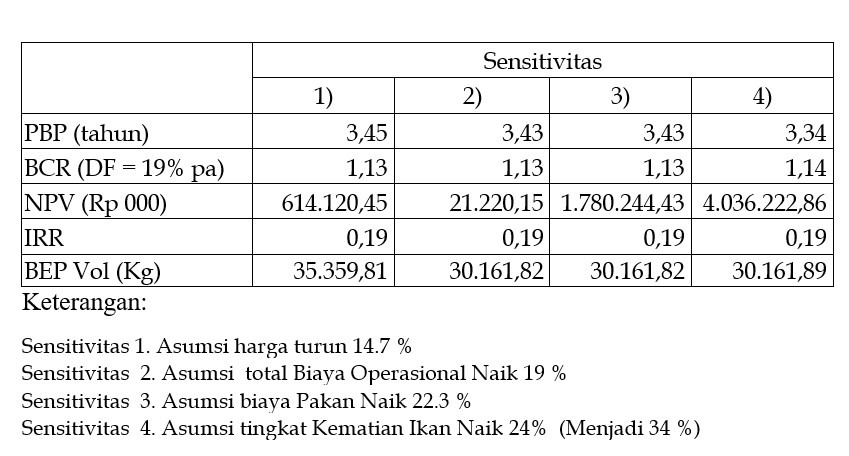 Sensitivitas
1) 2) 3) 4)
PBP (tahun) 3,45 3,43 3,43 3,34
BCR (DF = 19% pa) 1,13 1,13 1,13 1,14
NPV (Rp 000) 614.120,45 21.220,15 1.780.244,43 4.036.222,86
IRR 0,19 0,19 0,19 0,19
BEP Vol (Kg) 35.359,81 30.161,82 30.161,82 30.161,89
Keterangan:
Sensitivitas 1. Asumsi harga turun 14.7 %
Sensitivitas 2. Asumsi total Biaya Operasional Naik 19 %
Sensitivitas 3. Asumsi biaya Pakan Naik 22.3 %
Sensitivitas 4. Asumsi tingkat Kematian Ikan Naik 24% (Menjadi 34 %)